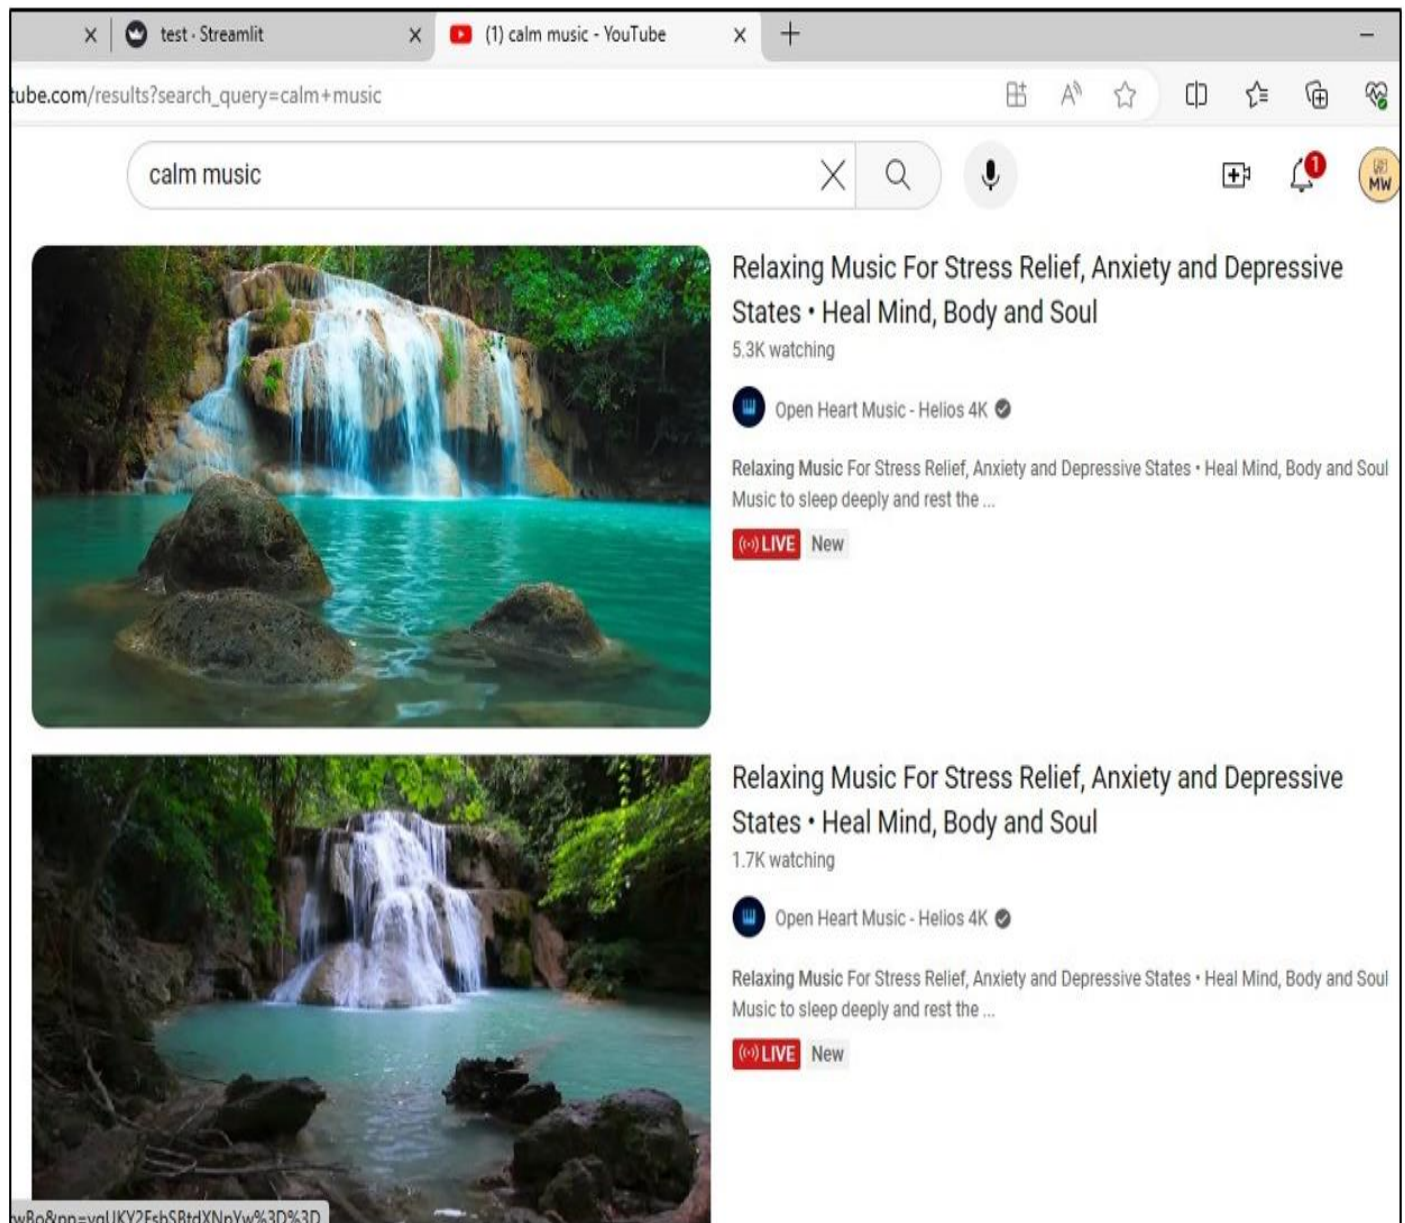 test - Streamlit
(1) calm music - YouTube
tube.com/results?search_query=calm+music
calm music
1
MW
Relaxing Music For Stress Relief, Anxiety and Depressive
States • Heal Mind, Body and Soul
5.3K watching
Open Heart Music - Helios 4K
Relaxing Music For Stress Relief, Anxiety and Depressive States • Heal Mind, Body and Soul
Music to sleep deeply and rest the ...
LIVE New
Relaxing Music For Stress Relief, Anxiety and Depressive
States • Heal Mind, Body and Soul
1.7K watching
Open Heart Music - Helios 4K
Relaxing Music For Stress Relief, Anxiety and Depressive States • Heal Mind, Body and Soul
Music to sleep deeply and rest the ...
LIVE New